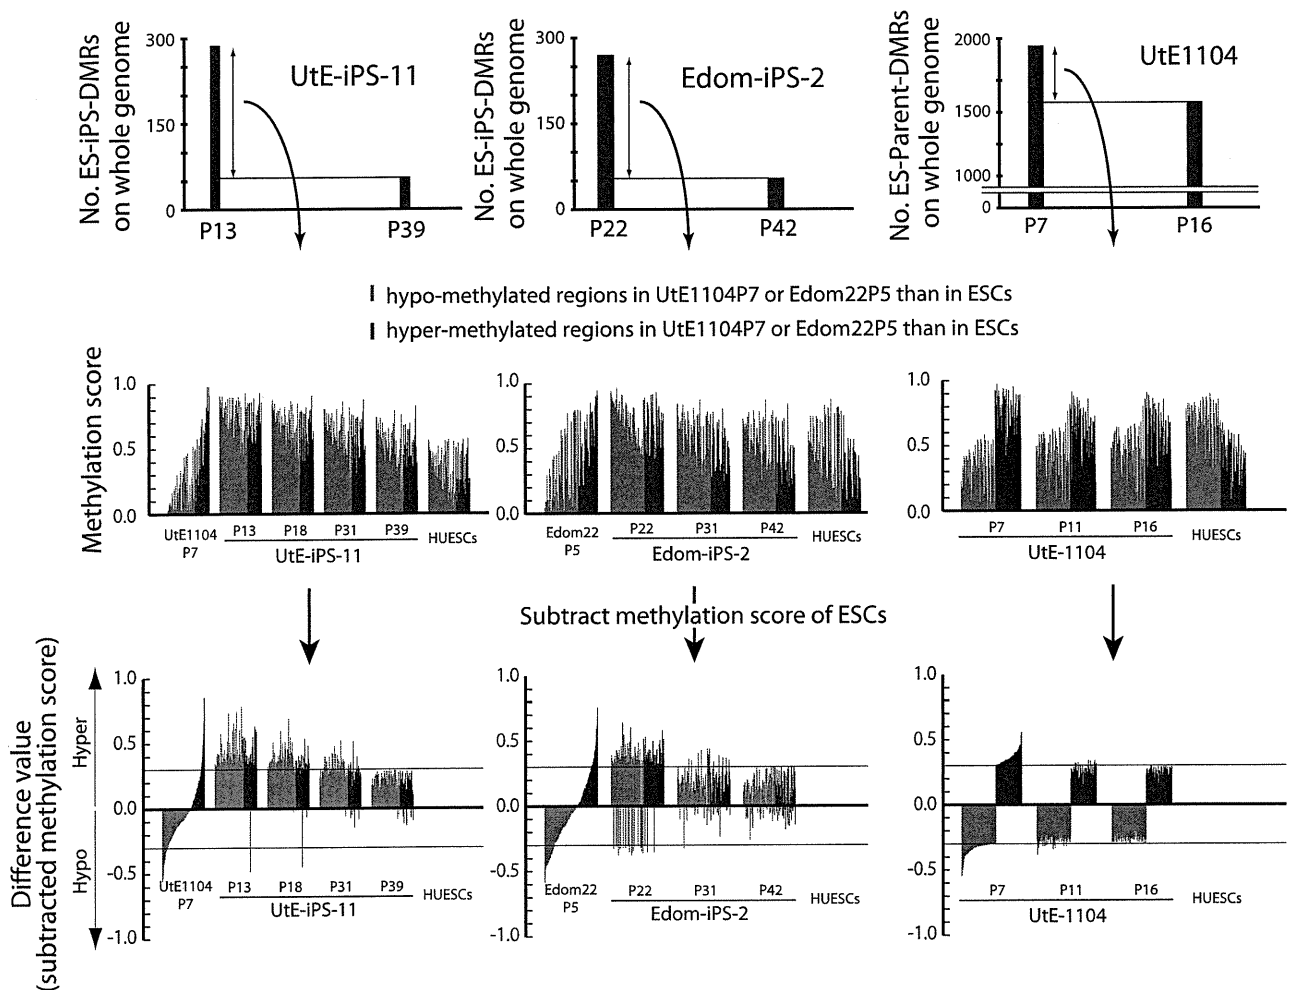 No. ES-iPS-DMRs
on whole genome
300
150
0
UtE-iPS-11
P13
P39
No. ES-iPS-DMRs
on whole genome
300
150
0
Edom-iPS-2
P22
P42
No. ES-Parent-DMRs
on whole genome
2000
1500
1000
0
UtE1104
P7
P16
hypo-methylated regions in UtE1104P7 or Edom22P5 than in ESCs
hyper-methylated regions in UtE1104P7 or Edom22P5 than in ESCs
Methylation score
1.0
0.5
0.0
UtE1104
P7
P13
P18
P31
P39
HUESCs
UtE-iPS-11
1.0
0.5
0.0
Edom22
P5
P22
P31
P42
HUESCs
Edom-iPS-2
1.0
0.5
0.0
P7
P11
P16
HUESCs
UtE-1104
Subtract methylation score of ESCs
Difference value
(subtracted methylation score)
Hyper
Hypo
1.0
0.5
0.0
-0.5
-1.0
UtE1104
P7
P13
P18
P31
P39
HUESCs
UtE-iPS-11
1.0
0.5
0.0
-0.5
-1.0
Edom22
P5
P22
P31
P42
HUESCs
Edom-iPS-2
1.0
0.5
0.0
-0.5
-1.0
P7
P11
P16
HUESCs
UtE-1104